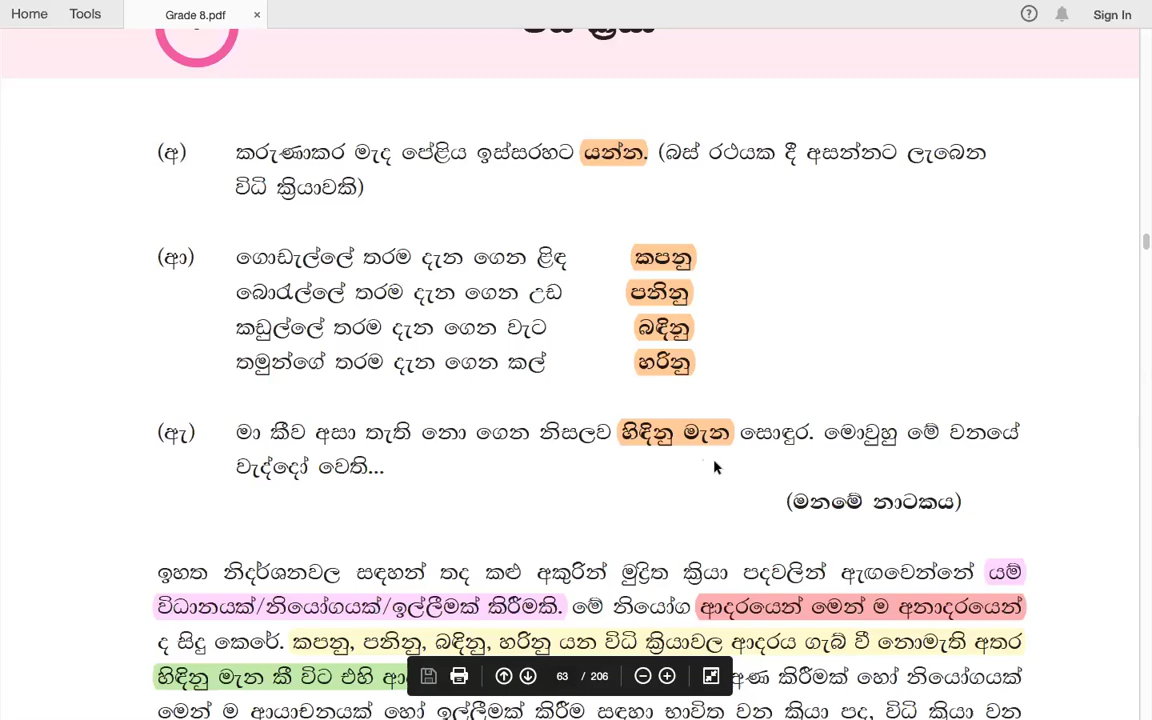 Home Tools Grade 8.pdf × Sign In
(අ) කරුණාකර මැද පේළිය ඉස්සරහට යන්න. (බස් රථයක දී අසන්නට ලැබෙන
විධි ක්‍රියාවකි)
(ආ) ගොඩැල්ලේ තරම දැන ගෙන ළිඳ කපනු
බොරැල්ලේ තරම දැන ගෙන උඩ පනිනු
කඩුල්ලේ තරම දැන ගෙන වැට බඳිනු
තමුන්ගේ තරම දැන ගෙන කල් හරිනු
(ඇ) මා කීව අසා තැති නො ගෙන නිසලව හිඳිනු මැන සොඳුර. මොවුහු මේ වනයේ
වැද්දෝ වෙති...
(මනමේ නාටකය)
ඉහත නිදර්ශනවල සඳහන් තද කළු අකුරින් මුද්‍රිත ක්‍රියා පදවලින් ඇඟවෙන්නේ යම්
විධානයක්/නියෝගයක්/ඉල්ලීමක් කිරීමකි. මේ නියෝග ආදරයෙන් මෙන් ම අනාදරයෙන්
ද සිදු කෙරේ. කපනු, පනිනු, බඳිනු, හරිනු යන විධි ක්‍රියාවල ආදරය ගැබ් වී නොමැති අතර
හිඳිනු මැන කී විට එහි 63 / 206 අණ කිරීමක් හෝ නියෝගයක්
මෙන් ම ආයාචනයක් හෝ ඉල්ලීමක් කිරීම සඳහා භාවිත වන ක්‍රියා පද, විධි ක්‍රියා වන